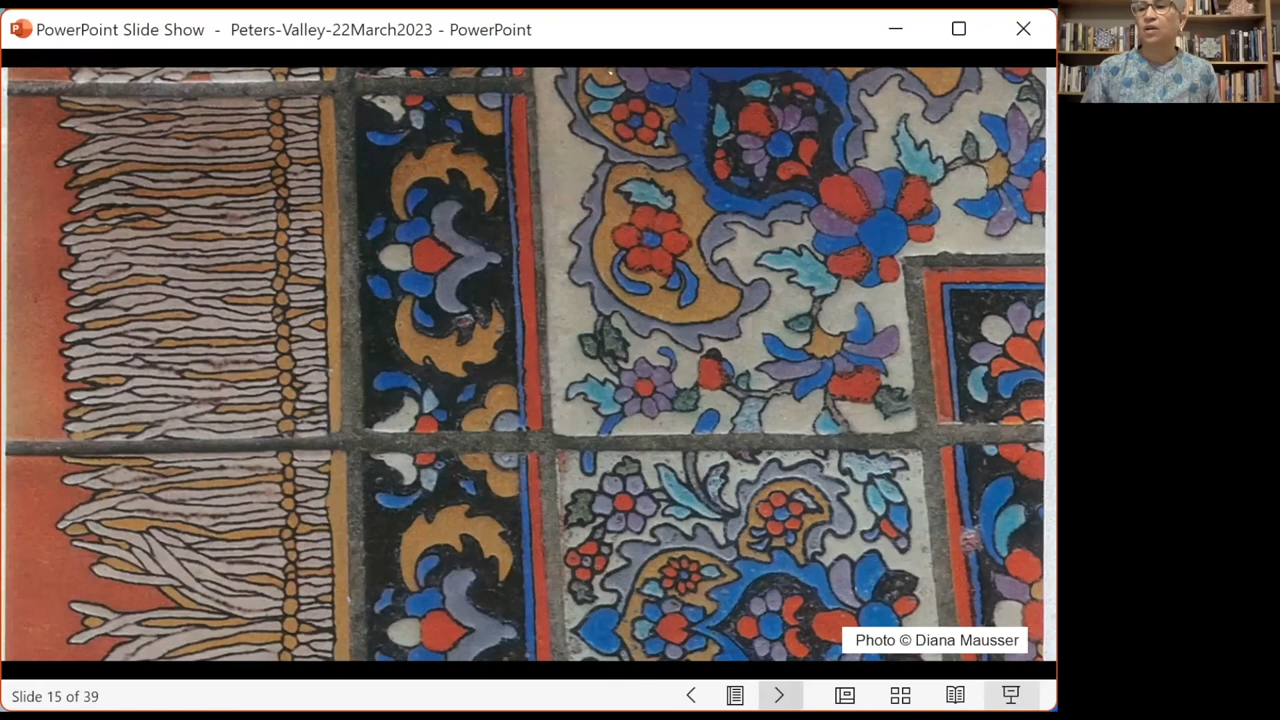 PowerPoint Slide Show - Peters-Valley-22March2023 - PowerPoint
Photo © Diana Mausser
Slide 15 of 39